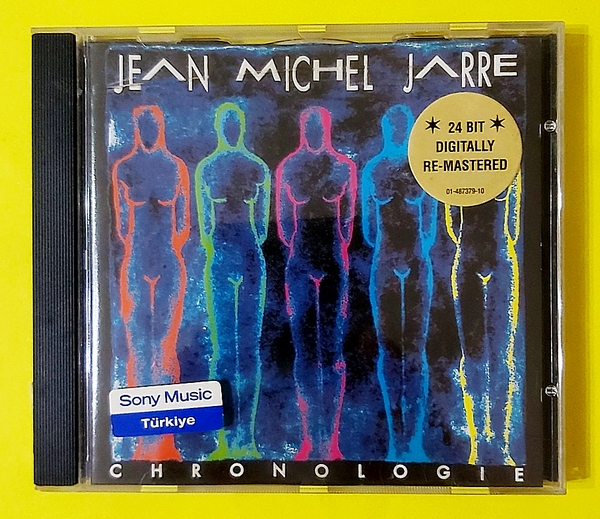 JEAN MICHEL JARRE
24 BIT
DIGITALLY
RE-MASTERED
01-487379-10
Sony Music
Türkiye
CHRONOLOGIE